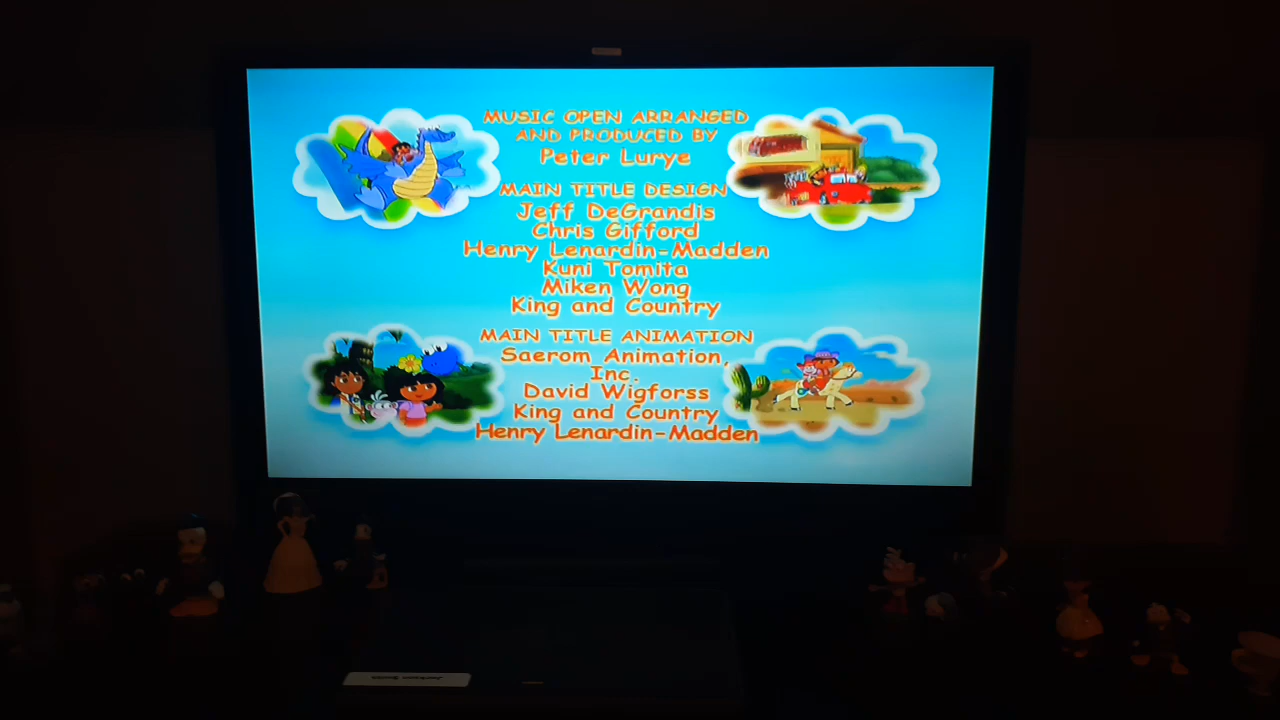 MUSIC OPEN ARRANGED
AND PRODUCED BY
Peter Lurye
MAIN TITLE DESIGN
Jeff DeGrandis
Chris Gifford
Henry Lenardin-Madden
Kuni Tomita
Miken Wong
King and Country
MAIN TITLE ANIMATION
Saerom Animation,
Inc.
David Wigforss
King and Country
Henry Lenardin-Madden